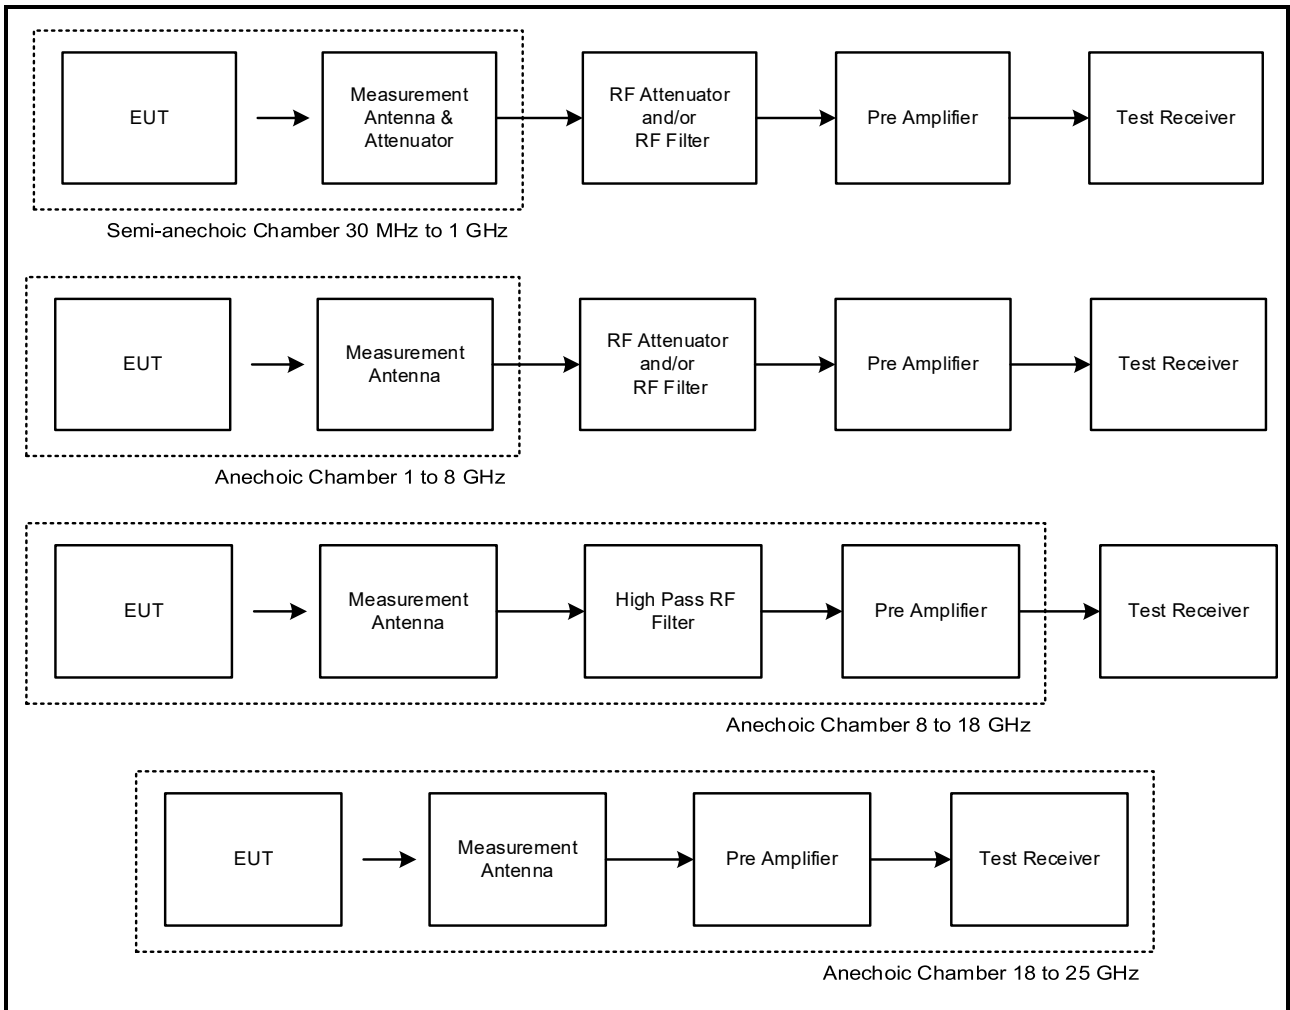 EUT
Measurement
Antenna &
Attenuator
RF Attenuator
and/or
RF Filter
Pre Amplifier
Test Receiver
Semi-anechoic Chamber 30 MHz to 1 GHz
EUT
Measurement
Antenna
RF Attenuator
and/or
RF Filter
Pre Amplifier
Test Receiver
Anechoic Chamber 1 to 8 GHz
EUT
Measurement
Antenna
High Pass RF
Filter
Pre Amplifier
Test Receiver
Anechoic Chamber 8 to 18 GHz
EUT
Measurement
Antenna
Pre Amplifier
Test Receiver
Anechoic Chamber 18 to 25 GHz